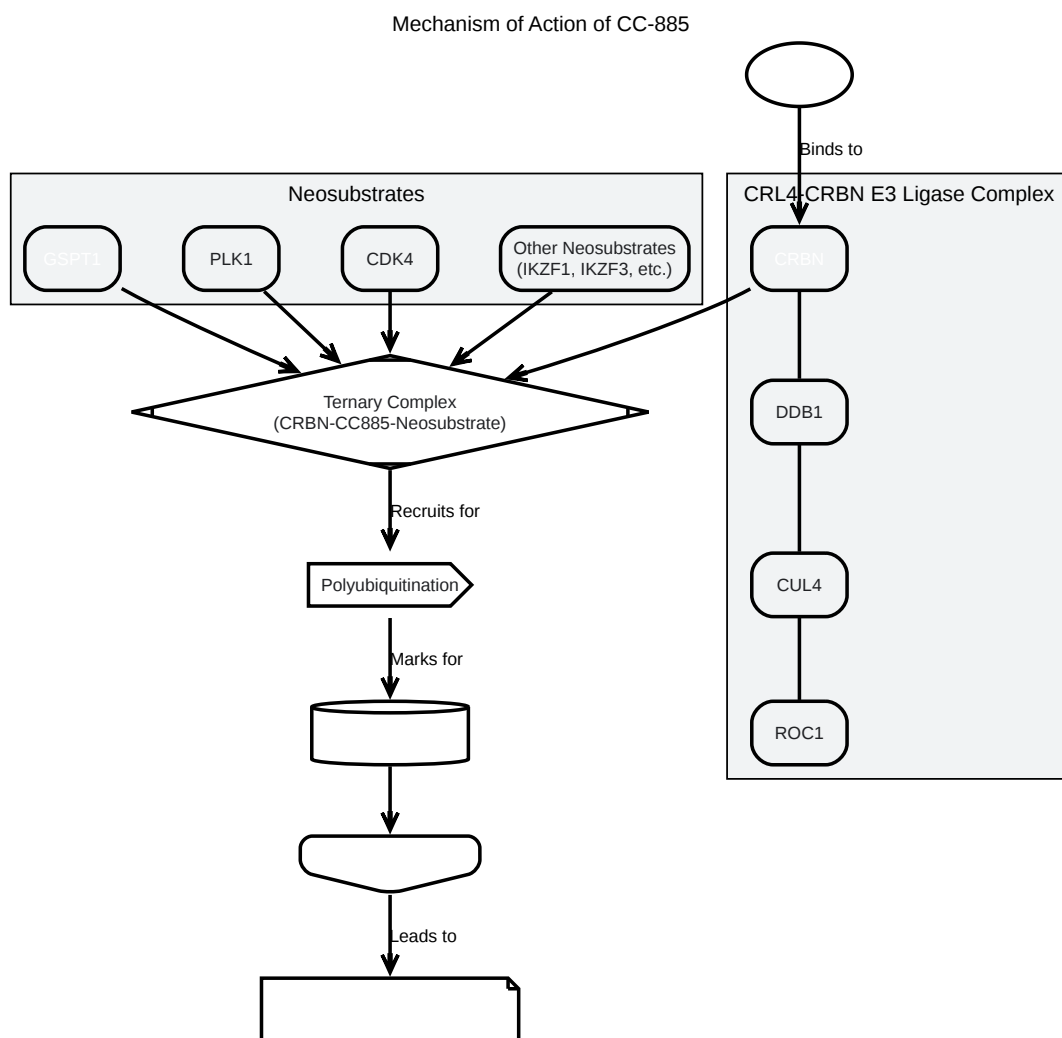 Mechanism of Action of CC-885
Binds to
Neosubstrates
CRL4-CRBN E3 Ligase Complex
GSPT1
PLK1
CDK4
Other Neosubstrates
(IKZF1, IKZF3, etc.)
CRBN
Ternary Complex
(CRBN-CC885-Neosubstrate)
DDB1
Recruits for
Polyubiquitination
CUL4
Marks for
ROC1
Leads to